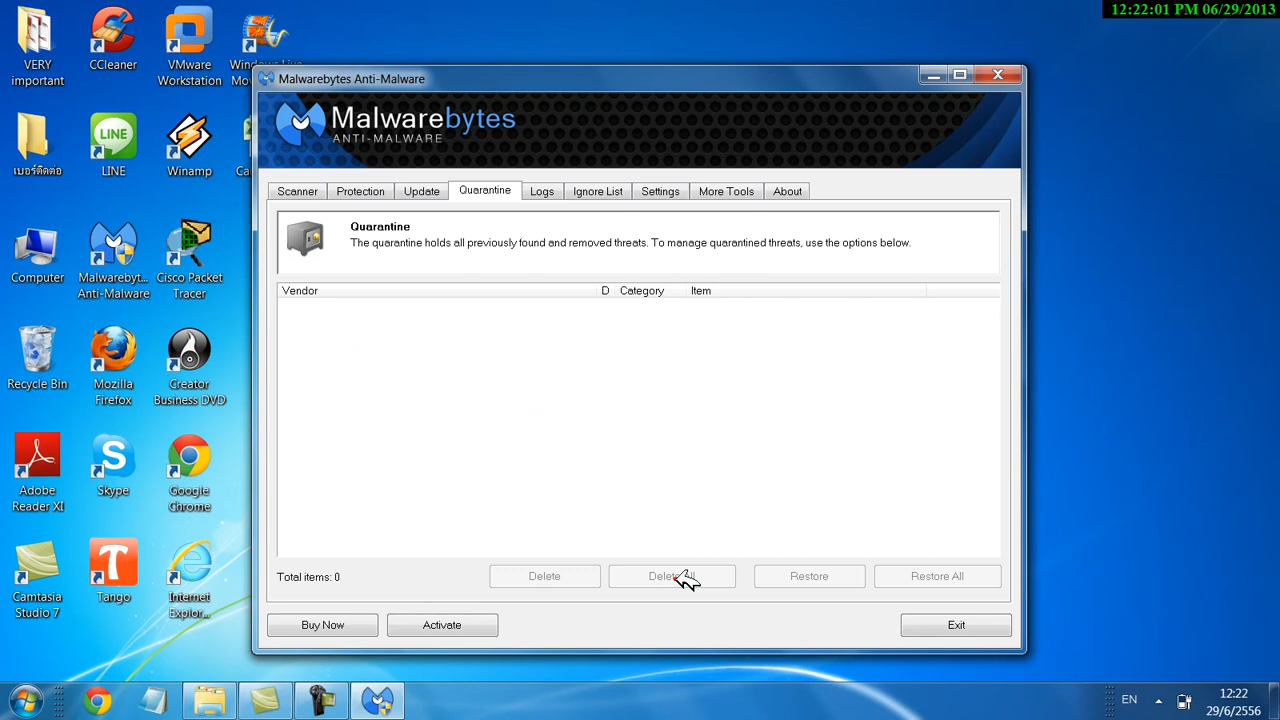 12:22:01 PM 06/29/2013
VERY
important
CCleaner
VMware
Workstation
Malwarebytes Anti-Malware
Malwarebytes
ANTI-MALWARE
เบอร์ติดต่อ
LINE
Winamp
Scanner
Protection
Update
Quarantine
Logs
Ignore List
Settings
More Tools
About
Quarantine
The quarantine holds all previously found and removed threats. To manage quarantined threats, use the options below.
Computer
Malwarebyt...
Anti-Malware
Cisco Packet
Tracer
Vendor
D
Category
Item
Recycle Bin
Mozilla
Firefox
Creator
Business DVD
Adobe
Reader XI
Skype
Google
Chrome
Camtasia
Studio 7
Tango
Internet
Explor...
Total items: 0
Delete
Restore
Restore All
Buy Now
Activate
Exit
EN
12:22
29/6/2556